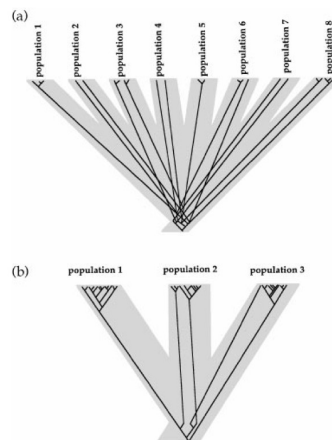 (a)
population 1
population 2
population 3
population 4
population 5
population 6
population 7
population 8
(b)
population 1
population 2
population 3